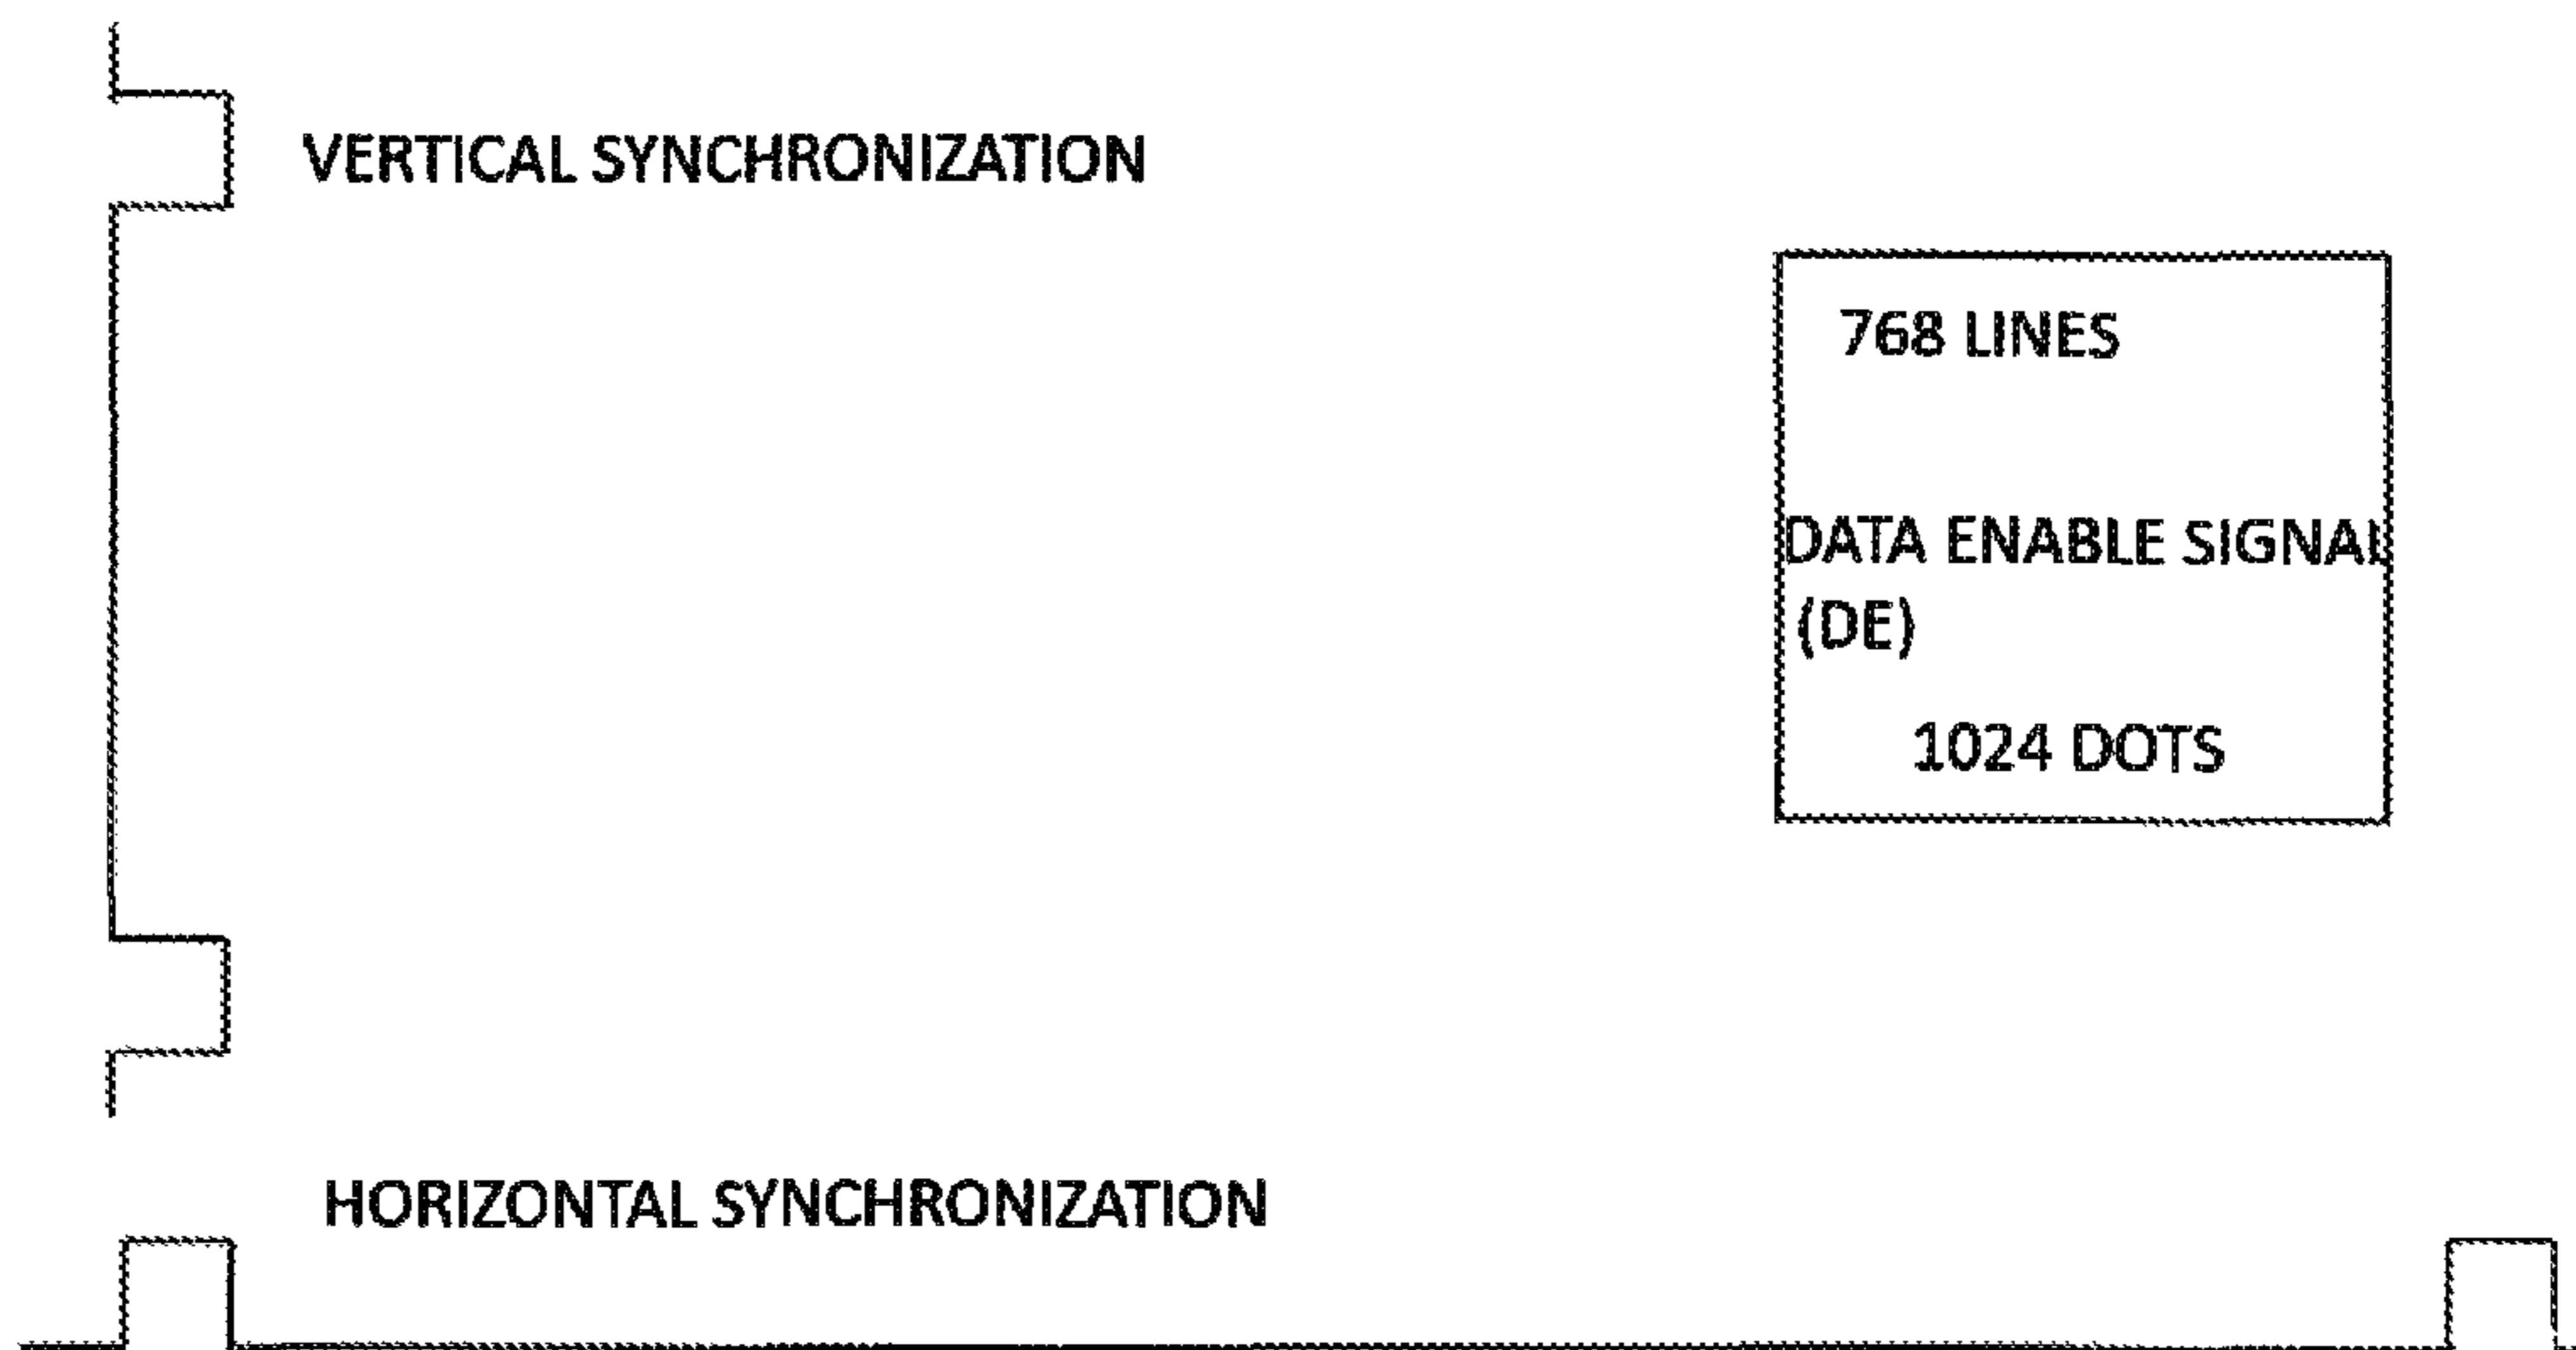 VERTICAL SYNCHRONIZATION
768 LINES
DATA ENABLE SIGNAL
(DE)
1024 DOTS
HORIZONTAL SYNCHRONIZATION